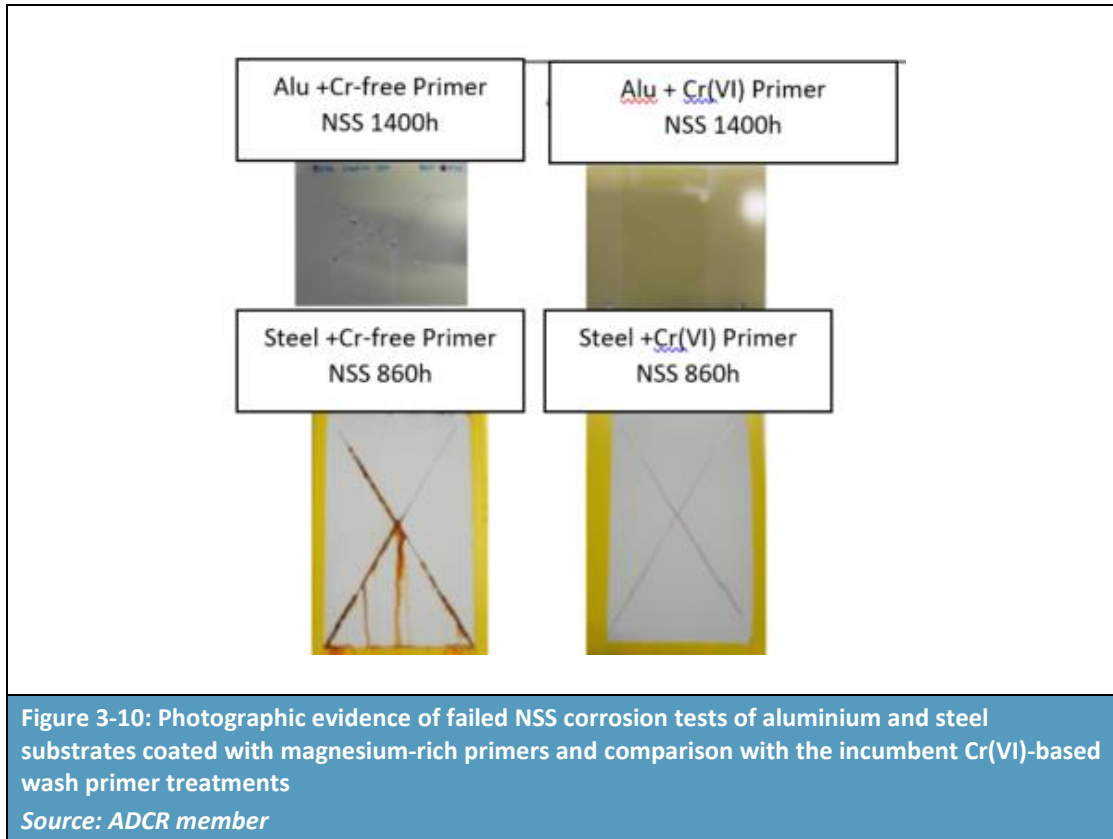 Alu +Cr-free Primer
NSS 1400h
Alu + Cr(VI) Primer
NSS 1400h
Steel +Cr-free Primer
NSS 860h
Steel +Cr(VI) Primer
NSS 860h
Figure 3-10: Photographic evidence of failed NSS corrosion tests of aluminium and steel
substrates coated with magnesium-rich primers and comparison with the incumbent Cr(VI)-based
wash primer treatments
Source: ADCR member